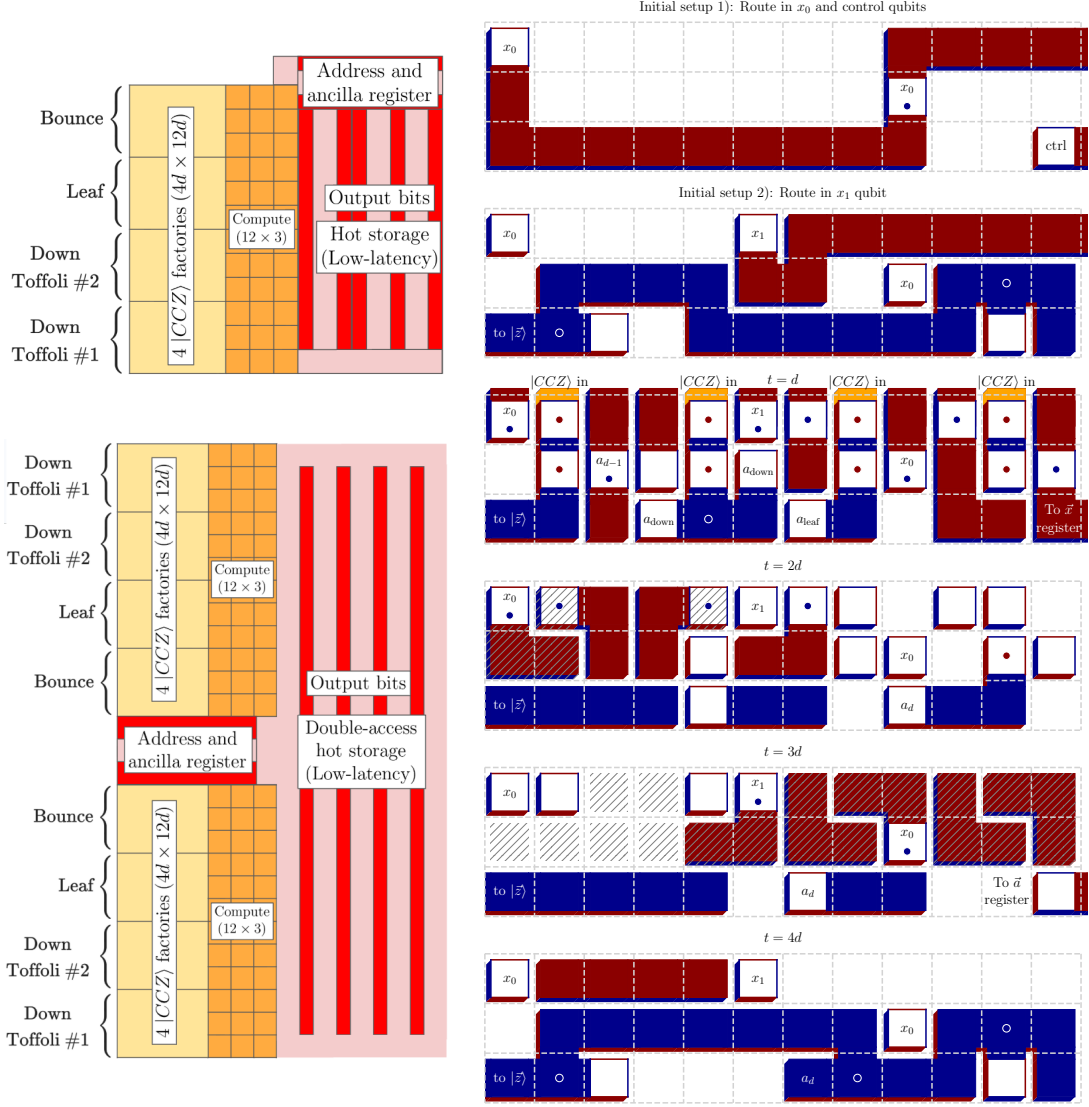 Address and
ancilla register
Bounce
Leaf
Down
Toffoli #2
Down
Toffoli #1
4 |CCZ⟩ factories (4d × 12d)
Compute
(12 × 3)
Output bits
Hot storage
(Low-latency)
Down
Toffoli #1
Down
Toffoli #2
Leaf
Bounce
4 |CCZ⟩ factories (4d × 12d)
Compute
(12 × 3)
Output bits
Double-access
hot storage
(Low-latency)
Address and
ancilla register
Bounce
Leaf
Down
Toffoli #2
Down
Toffoli #1
4 |CCZ⟩ factories (4d × 12d)
Compute
(12 × 3)
Initial setup 1): Route in x₀ and control qubits
x₀
x₀
ctrl
Initial setup 2): Route in x₁ qubit
x₀ x₁
x₀
to |z⃗⟩
|CCZ⟩ in |CCZ⟩ in t = d |CCZ⟩ in |CCZ⟩ in
x₀ x₁
a_{d−1} a_down x₀
to |z⃗⟩ a_down a_leaf To x⃗
register
t = 2d
x₀ x₁
x₀
to |z⃗⟩ a_d
t = 3d
x₀ x₁
x₀
to |z⃗⟩ a_d To a⃗
register
t = 4d
x₀ x₁
x₀
to |z⃗⟩ a_d